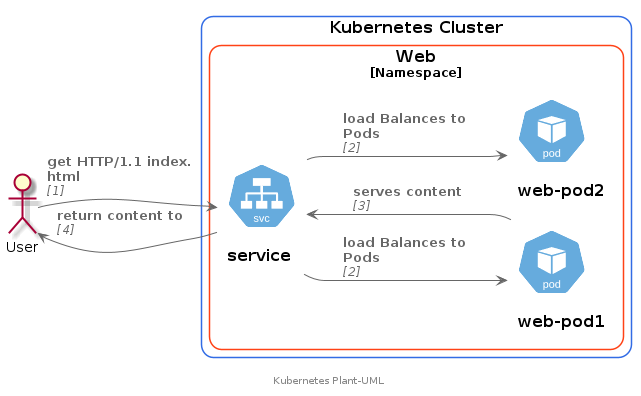 Kubernetes Cluster
Web
[Namespace]
load Balances to
Pods
[2]
pod
web-pod2
get HTTP/1.1 index.
html
[1]
serves content
[3]
return content to
[4]
svc
User
service
load Balances to
Pods
[2]
pod
web-pod1
Kubernetes Plant-UML